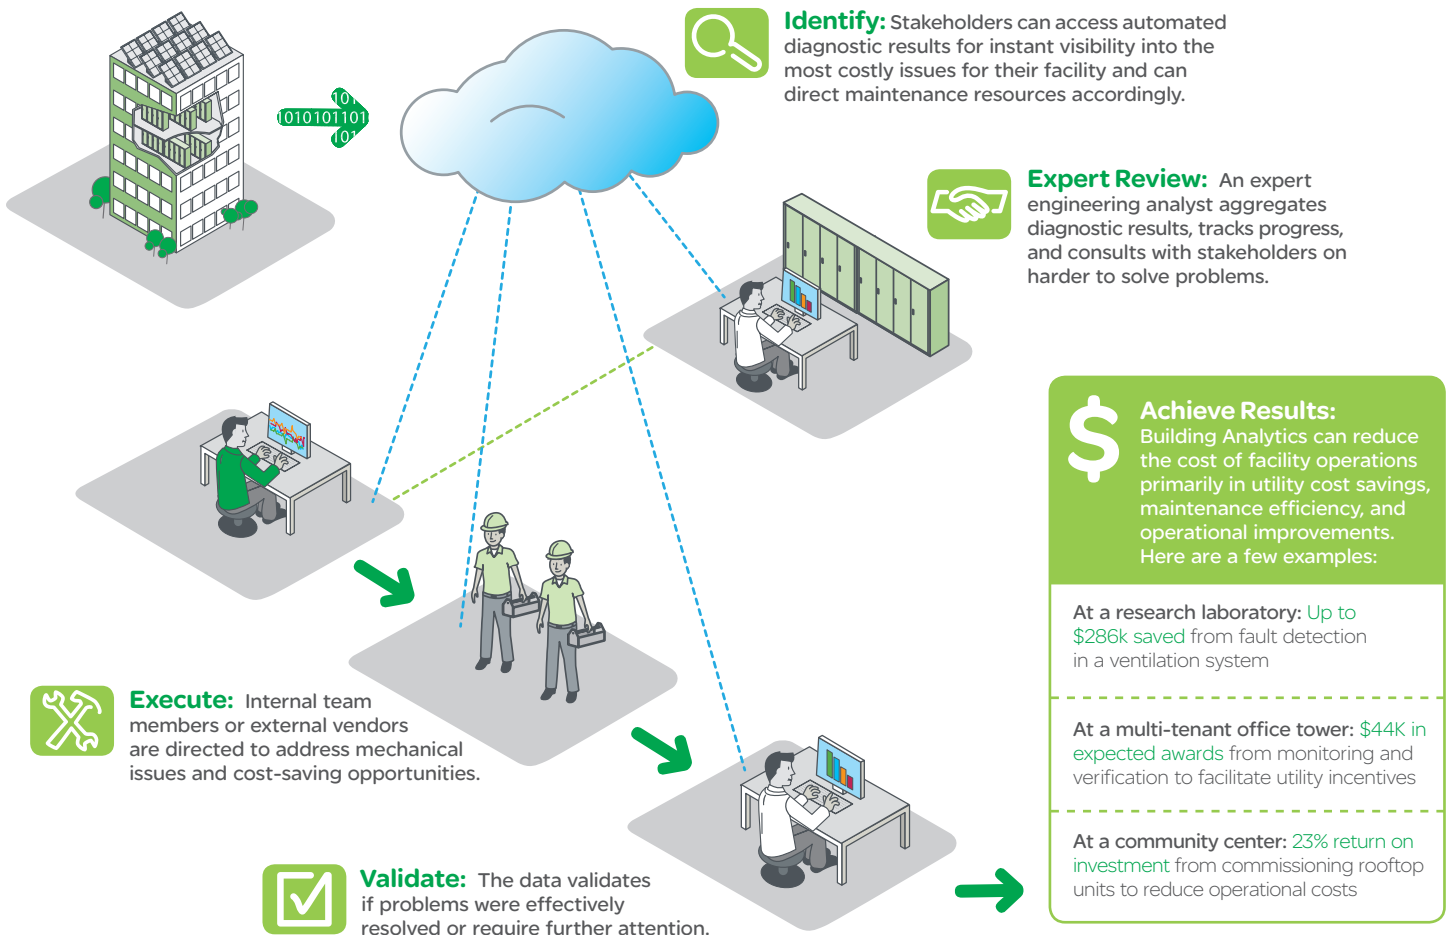 101
1010101101
101
Identify: Stakeholders can access automated
diagnostic results for instant visibility into the
most costly issues for their facility and can
direct maintenance resources accordingly.
Expert Review: An expert
engineering analyst aggregates
diagnostic results, tracks progress,
and consults with stakeholders on
harder to solve problems.
$
Achieve Results:
Building Analytics can reduce
the cost of facility operations
primarily in utility cost savings,
maintenance efficiency, and
operational improvements.
Here are a few examples:
At a research laboratory: Up to
$286k saved from fault detection
in a ventilation system
At a multi-tenant office tower: $44K in
expected awards from monitoring and
verification to facilitate utility incentives
At a community center: 23% return on
investment from commissioning rooftop
units to reduce operational costs
Execute: Internal team
members or external vendors
are directed to address mechanical
issues and cost-saving opportunities.
Validate: The data validates
if problems were effectively
resolved or require further attention.